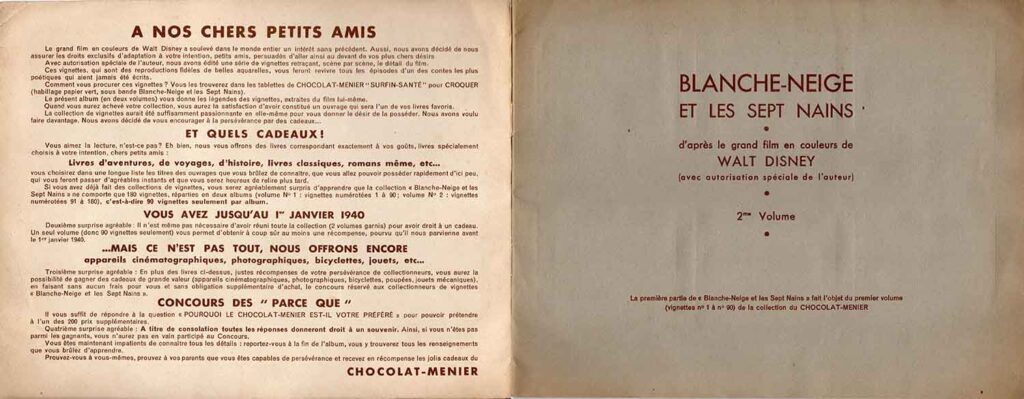 A NOS CHERS PETITS AMIS
Le grand film en couleurs de Walt Disney a soulevé dans le monde entier un intérêt sans précédent. Aussi, nous avons décidé de nous
assurer les droits exclusifs d'adaptation à votre intention, petits amis, persuadés d'aller ainsi au devant de vos plus chers désirs
Avec autorisation spéciale de l'auteur, nous avons édité une série de vignettes retraçant, scène par scène, le détail du film.
Ces vignettes, qui sont des reproductions fidèles de belles aquarelles, vous feront revivre tous les épisodes d'un des contes les plus
poétiques qui aient jamais été écrits.
Comment vous procurer ces vignettes ? Vous les trouverez dans les tablettes de CHOCOLAT-MENIER "SURFIN-SANTÉ" pour CROQUER
(habillage papier vert, sous bande Blanche-Neige et les Sept Nains).
Le présent album (en deux volumes) vous donne les légendes des vignettes, extraites du film lui-même.
Quand vous aurez achevé votre collection, vous aurez la satisfaction d'avoir constitué un ouvrage qui sera l'un de vos livres favoris.
La collection de vignettes aurait été suffisamment passionnante en elle-même pour vous donner le désir de la posséder. Nous avons voulu
faire davantage. Nous avons décidé de vous encourager à la persévérance par des cadeaux...
ET QUELS CADEAUX!
Vous aimez la lecture, n'est-ce pas? Eh bien, nous vous offrons des livres correspondant exactement à vos goûts, livres spécialement
choisis à votre intention, chers petits amis :
Livres d'aventures, de voyages, d'histoire, livres classiques, romans même, etc...
vous choisirez dans une longue liste les titres des ouvrages que vous brûlez de connaître, que vous allez pouvoir posséder rapidement d'ici peu,
qui vous feront passer d'agréables instants et que vous serez heureux de relire plus tard.
Si vous avez déjà fait des collections de vignettes, vous serez agréablement surpris d'apprendre que la collection « Blanche-Neige et les
Sept Nains » ne comporte que 180 vignettes, réparties en deux albums (volume N° 1 : vignettes numérotées 1 à 90; volume N° 2 : vignettes
numérotées 91 à 180), c'est-à-dire 90 vignettes seulement par album.
VOUS AVEZ JUSQU'AU 1er JANVIER 1940
Deuxième surprise agréable : Il n'est même pas nécessaire d'avoir réuni toute la collection (2 volumes garnis) pour avoir droit à un cadeau.
Un seul volume (donc 90 vignettes seulement) vous permet d'obtenir à coup sûr au moins une récompense, pourvu qu'il nous parvienne avant
le 1er janvier 1940.
...MAIS CE N'EST PAS TOUT, NOUS OFFRONS ENCORE
appareils cinématographiques, photographiques, bicyclettes, jouets, etc...
Troisième surprise agréable : En plus des livres ci-dessus, justes récompenses de votre persévérance de collectionneurs, vous aurez la
possibilité de gagner des cadeaux de grande valeur (appareils cinématographiques, photographiques, bicyclettes, poupées, jouets mécaniques),
en faisant sans aucun frais pour vous et sans obligation supplémentaire d'achat, le concours réservé aux collectionneurs de vignettes
« Blanche-Neige et les Sept Nains ».
CONCOURS DES " PARCE QUE "
Il vous suffit de répondre à la question « POURQUOI LE CHOCOLAT-MENIER EST-IL VOTRE PRÉFÉRÉ » pour pouvoir prétendre
à l'un des 200 prix supplémentaires.
Quatrième surprise agréable : A titre de consolation toutes les réponses donneront droit à un souvenir. Ainsi, si vous n'êtes pas
parmi les gagnants, vous n'aurez pas en vain participé au Concours.
Vous êtes maintenant impatients de connaître tous les détails : reportez-vous à la fin de l'album, vous y trouverez tous les renseignements
que vous brûlez d'apprendre.
Prouvez-vous à vous-mêmes, prouvez à vos parents que vous êtes capables de persévérance et recevez en récompense les jolis cadeaux du
CHOCOLAT-MENIER
BLANCHE-NEIGE
ET LES SEPT NAINS
d'après le grand film en couleurs de
WALT DISNEY
(avec autorisation spéciale de l'auteur)
2me Volume
La première partie de « Blanche-Neige et les Sept Nains » fait l'objet du premier volume
(vignettes n° 1 à n° 90) de la collection du CHOCOLAT-MENIER